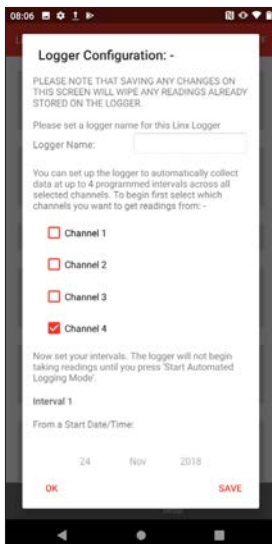 08:06
Logger Configuration: -
PLEASE NOTE THAT SAVING ANY CHANGES ON
THIS SCREEN WILL WIPE ANY READINGS ALREADY
STORED ON THE LOGGER.
Please set a logger name for this Linx Logger
Logger Name:
You can set up the logger to automatically collect
data at up to 4 programmed intervals across all
selected channels. To begin first select which
channels you want to get readings from: -
Channel 1
Channel 2
Channel 3
Channel 4
Now set your intervals. The logger will not begin
taking readings until you press 'Start Automated
Logging Mode'.
Interval 1
From a Start Date/Time:
24 Nov 2018
OK SAVE